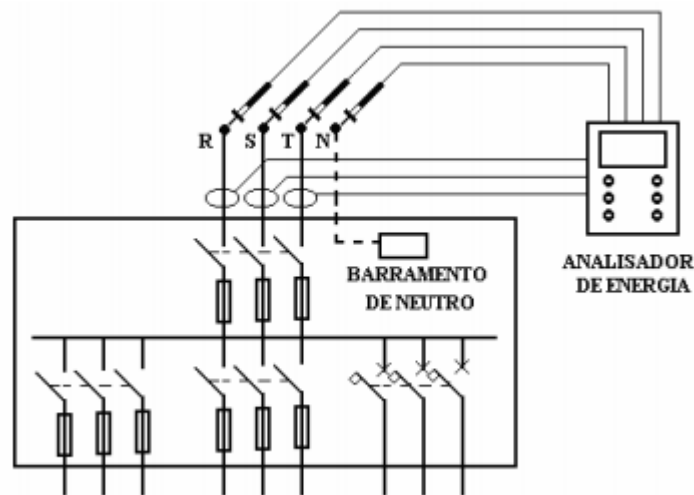 R S T N
BARRAMENTO
DE NEUTRO
ANALISADOR
DE ENERGIA